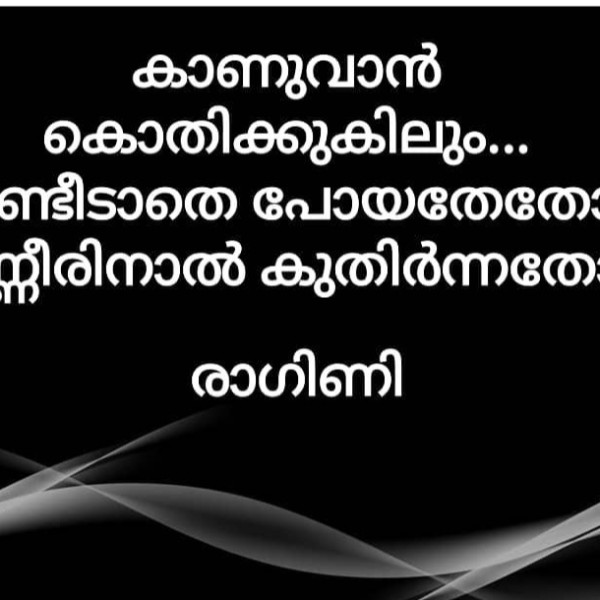 കാണുവാൻ
കൊതിക്കുകിലും...
ണ്ടീടാതെ പോയതേതോ
ണ്ണീരിനാൽ കുതിർന്നതോ
രാഗിണി